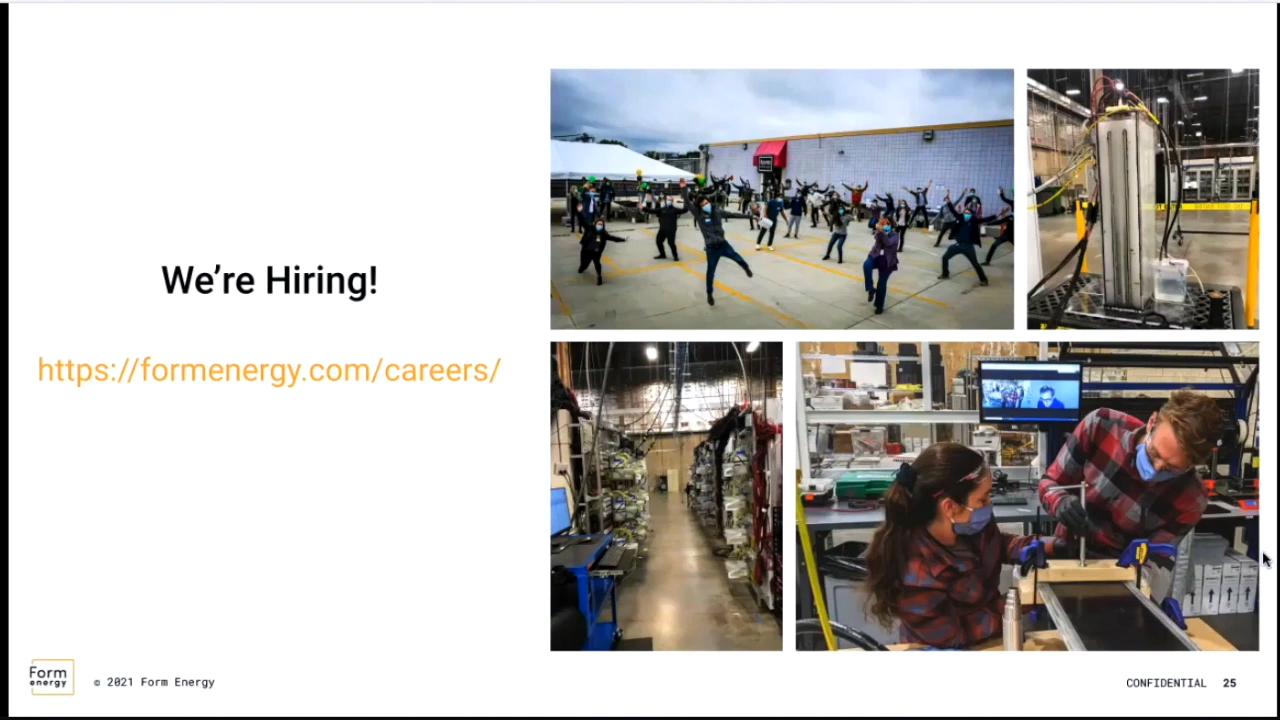 We're Hiring!
https://formenergy.com/careers/
Form
energy
© 2021 Form Energy
CONFIDENTIAL 25